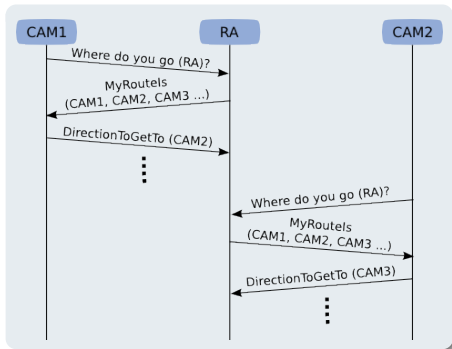 CAM1
RA
CAM2
Where do you go (RA)?
MyRouteIs
(CAM1, CAM2, CAM3 ...)
DirectionToGetTo (CAM2)
Where do you go (RA)?
MyRouteIs
(CAM1, CAM2, CAM3 ...)
DirectionToGetTo (CAM3)